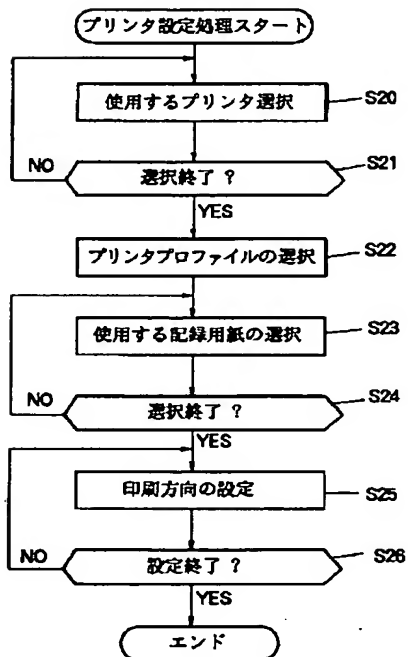 プリンタ設定処理スタート
使用するプリンタ選択
S20
選択終了？
S21
NO
YES
プリンタプロファイルの選択
S22
使用する記録用紙の選択
S23
選択終了？
S24
NO
YES
印刷方向の設定
S25
設定終了？
S26
NO
YES
エンド